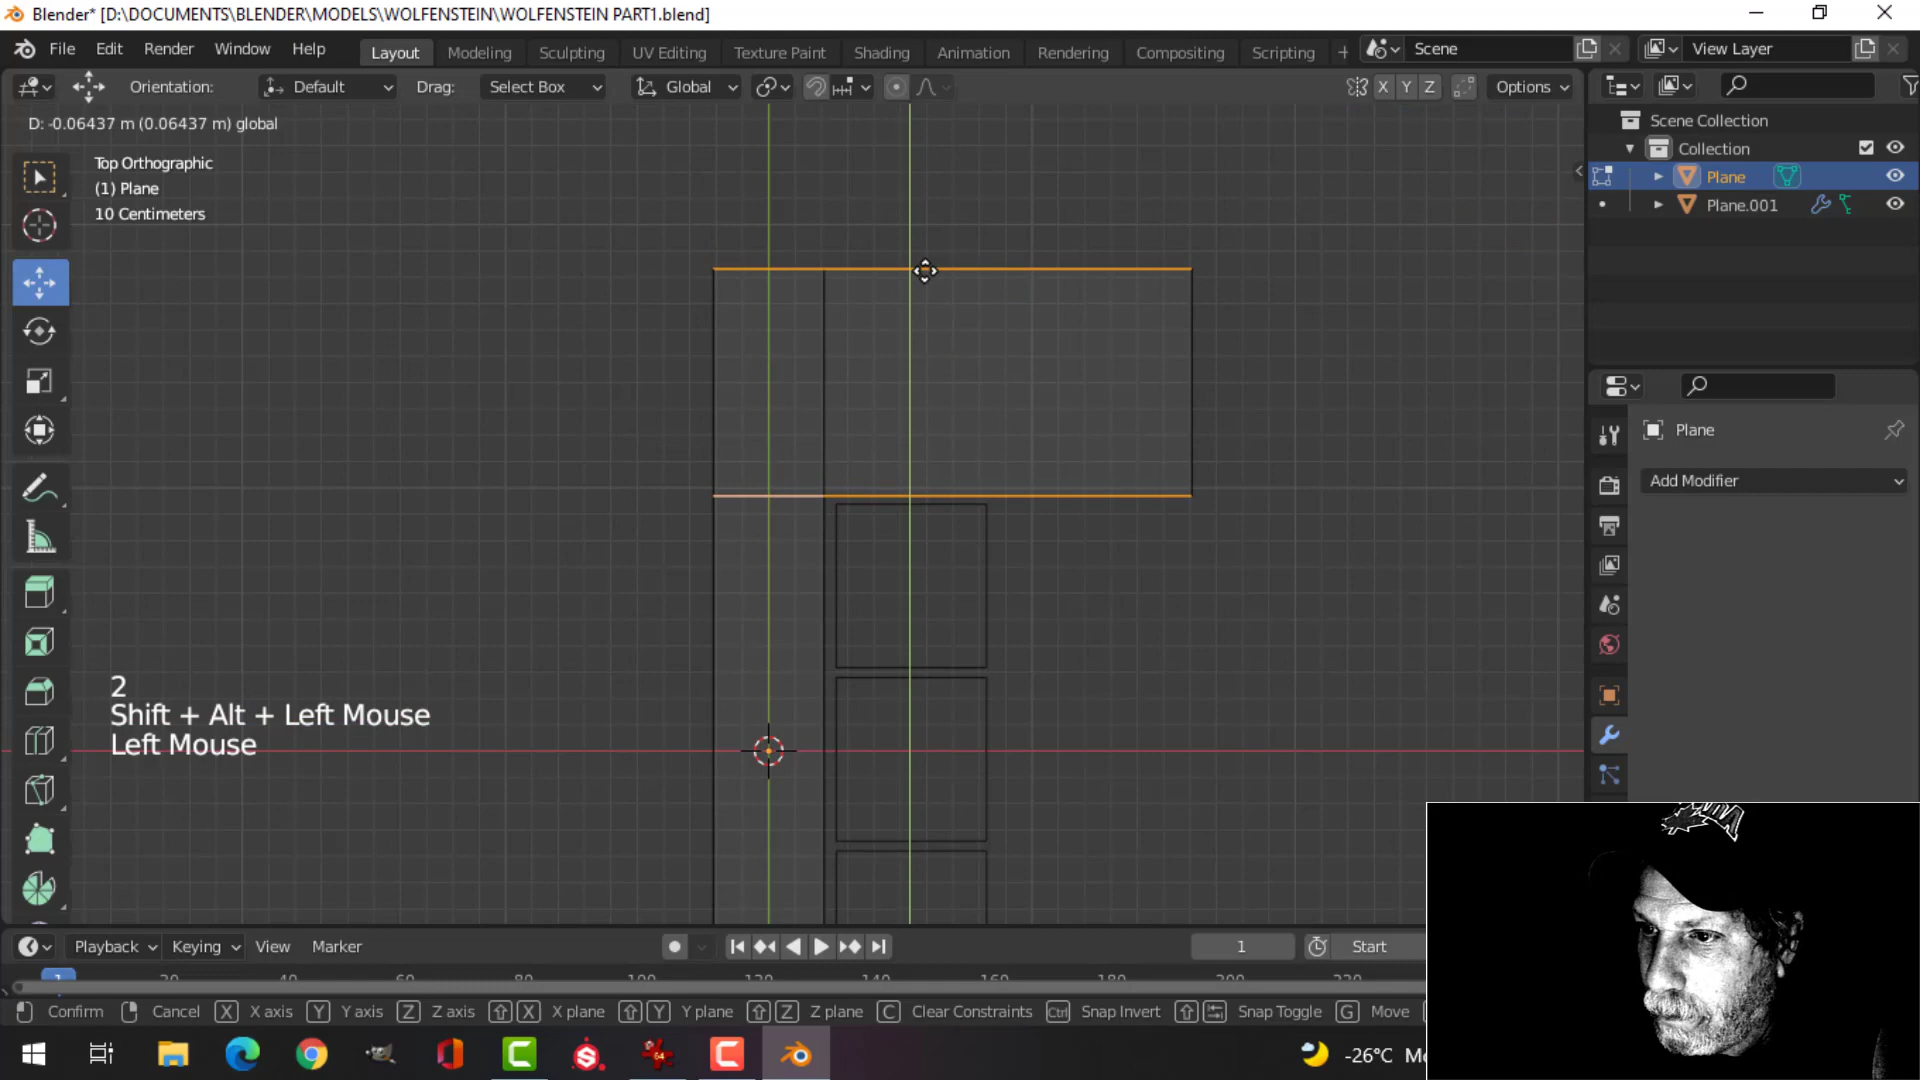 Blender* [D:\DOCUMENTS\BLENDER\MODELS\WOLFENSTEIN\WOLFENSTEIN PART1.blend]
File Edit Render Window Help Layout Modeling Sculpting UV Editing Texture Paint Shading Animation Rendering Compositing Scripting + Scene View Layer
Orientation: Default Drag: Select Box Global X Y Z Options
D: -0.06437 m (0.06437 m) global
Scene Collection
Top Orthographic
Collection
(1) Plane
Plane
10 Centimeters
Plane.001
Plane
Add Modifier
2
Shift + Alt + Left Mouse
Left Mouse
Playback Keying View Marker 1 Start
1
Confirm Cancel X X axis Y Y axis Z Z axis X X plane Y Y plane Z Z plane C Clear Constraints Ctrl Snap Invert Snap Toggle G Move
64
-26°C